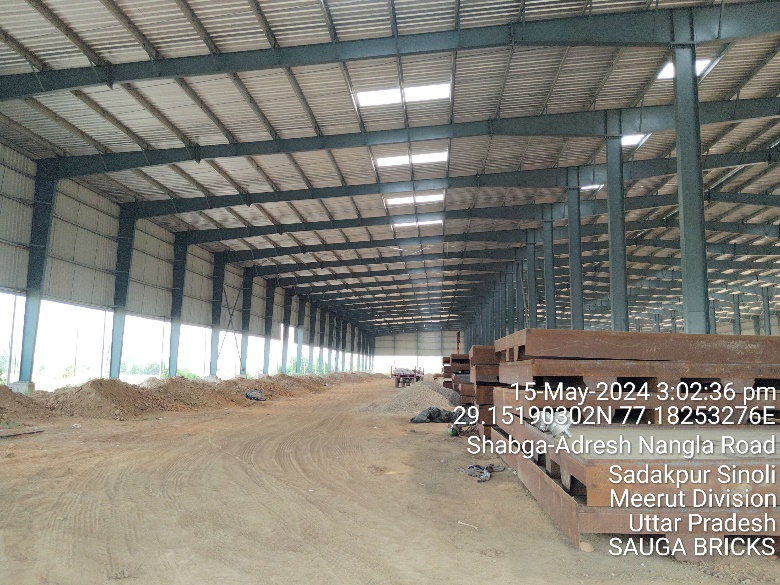 15-May-2024 3:02:36 pm
29.15190302N 77.18253276E
Shabga-Adresh Nangla Road
Sadakpur Sinoli
Meerut Division
Uttar Pradesh
SAUGA BRICKS